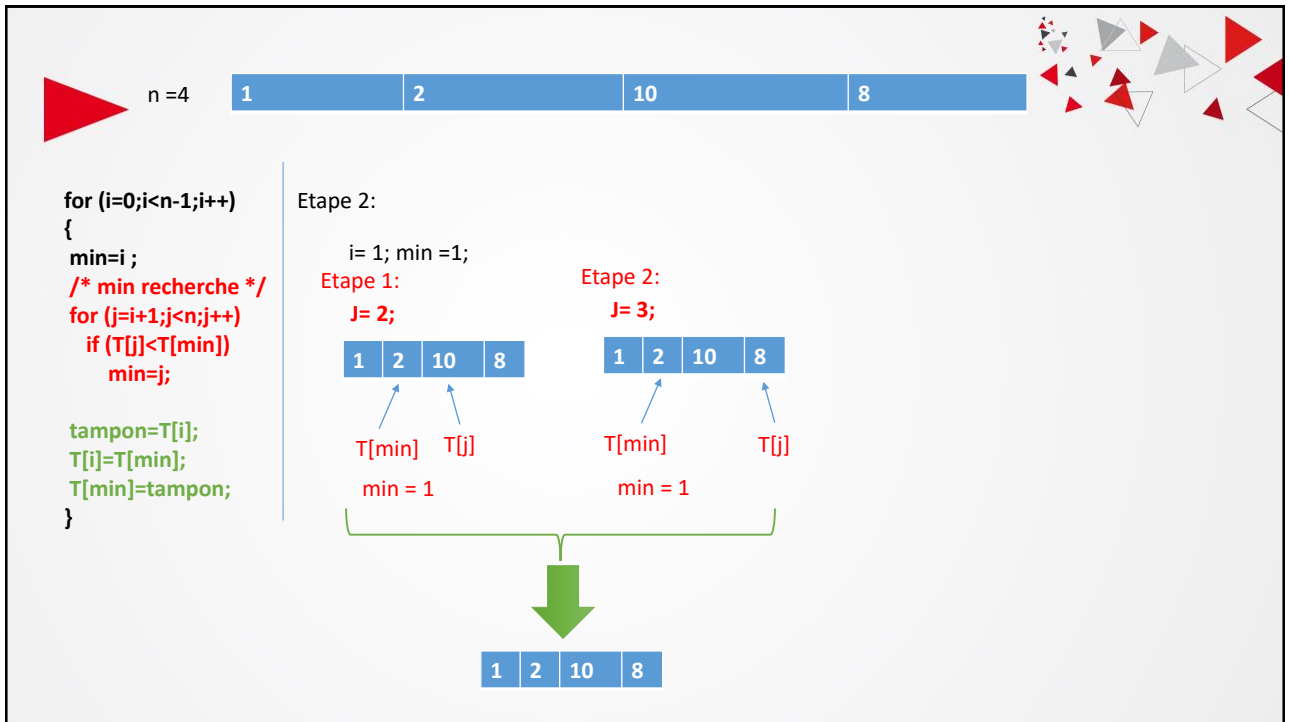 n =4
1 2 10 8
for (i=0;i<n-1;i++)
{
min=i ;
/* min recherche */
for (j=i+1;j<n;j++)
if (T[j]<T[min])
min=j;
tampon=T[i];
T[i]=T[min];
T[min]=tampon;
}
Etape 2:
i= 1; min =1;
Etape 1:
J= 2;
1 2 10 8
T[min] T[j]
min = 1
Etape 2:
J= 3;
1 2 10 8
T[min] T[j]
min = 1
1 2 10 8